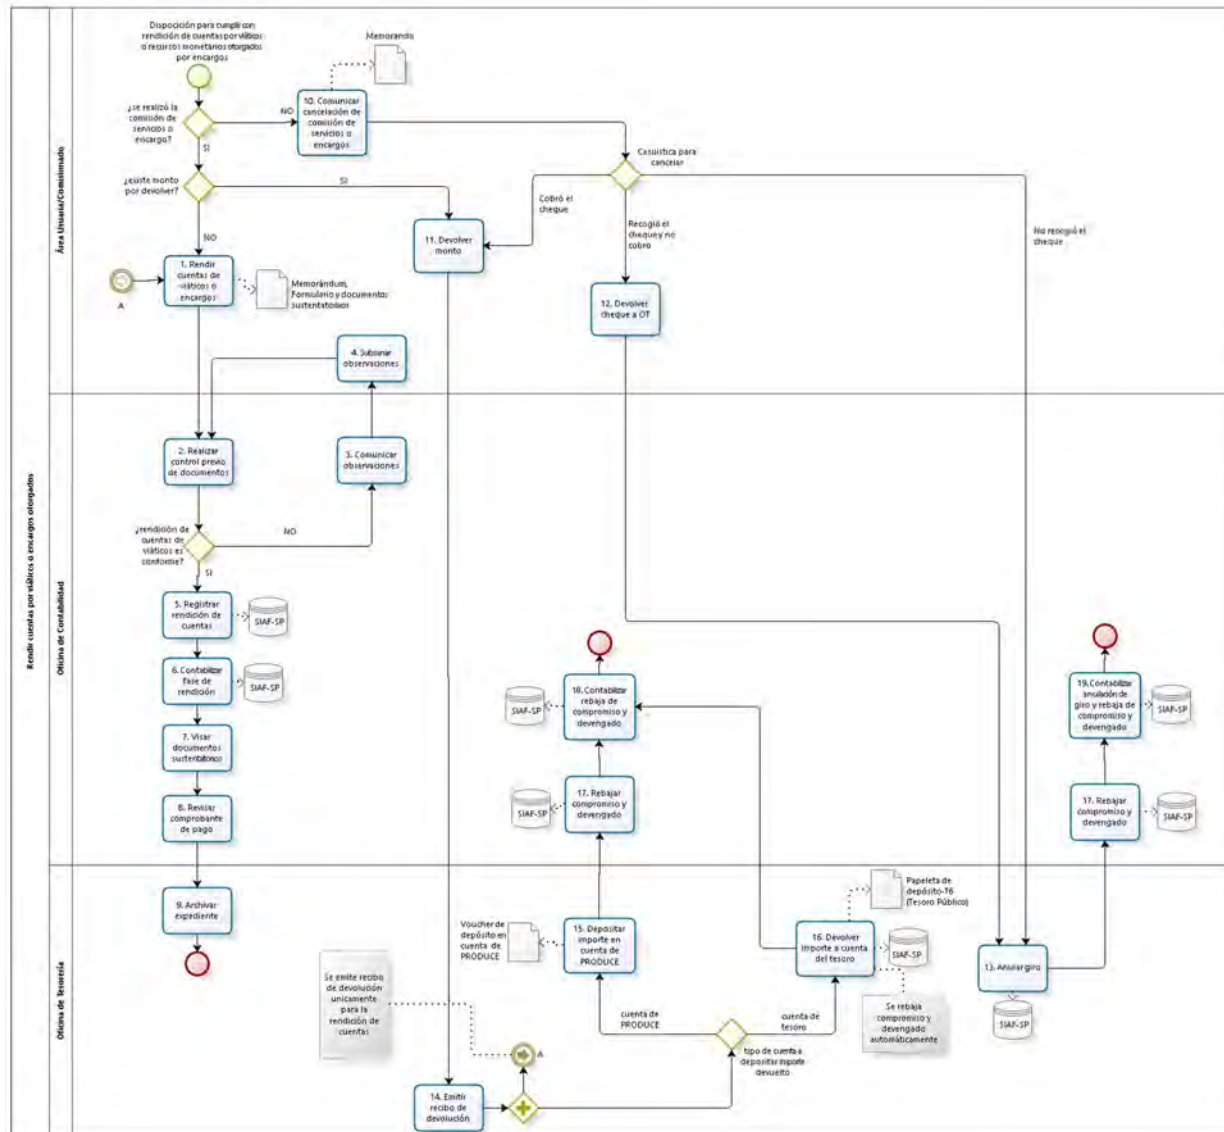 Disposición para cumplir con
rendición de cuentas por viáticos
o recursos monetarios otorgados
por encargos
Memorando
¿se realizó la
comisión de
servicios o
encargo?
NO
10. Comunicar
cancelación de
comisión de
servicios o
encargos
SI
Casuística para
cancelar
¿existe monto
por devolver?
SI
Cobró el
cheque
Recogió el
cheque y no
cobro
No recogió el
cheque
NO
11. Devolver
monto
1. Rendir
cuentas de
viáticos o
encargos
A
Memorándum,
Formulario y documentos
sustentatorios
12. Devolver
cheque a OT
4. Subsanar
observaciones
Área Usuaria/Comisionado
Rendir cuentas por viáticos o encargos otorgados
Oficina de Contabilidad
2. Realizar
control previo
de documentos
3. Comunicar
observaciones
¿rendición de
cuentas de
viáticos es
conforme?
NO
SI
5. Registrar
rendición de
cuentas
SIAF-SP
6. Contabilizar
fase de
rendición
SIAF-SP
7. Visar
documentos
sustentatorios
8. Revisar
comprobante
de pago
18. Contabilizar
rebaja de
compromiso y
devengado
SIAF-SP
17. Rebajar
compromiso y
devengado
SIAF-SP
19. Contabilizar
anulación de
giro y rebaja de
compromiso y
devengado
SIAF-SP
17. Rebajar
compromiso y
devengado
SIAF-SP
Oficina de Tesorería
9. Archivar
expediente
Se emite recibo
de devolución
unicamente
para la
rendición de
cuentas
Voucher de
depósito en
cuenta de
PRODUCE
15. Depositar
importe en
cuenta de
PRODUCE
Papeleta de
depósito-T6
(Tesoro Público)
16. Devolver
importe a cuenta
del tesoro
SIAF-SP
Se rebaja
compromiso y
devengado
automáticamente
13. Anular giro
SIAF-SP
cuenta de
PRODUCE
cuenta de
tesoro
tipo de cuenta a
depositar importe
devuelto
A
14. Emitir
recibo de
devolución